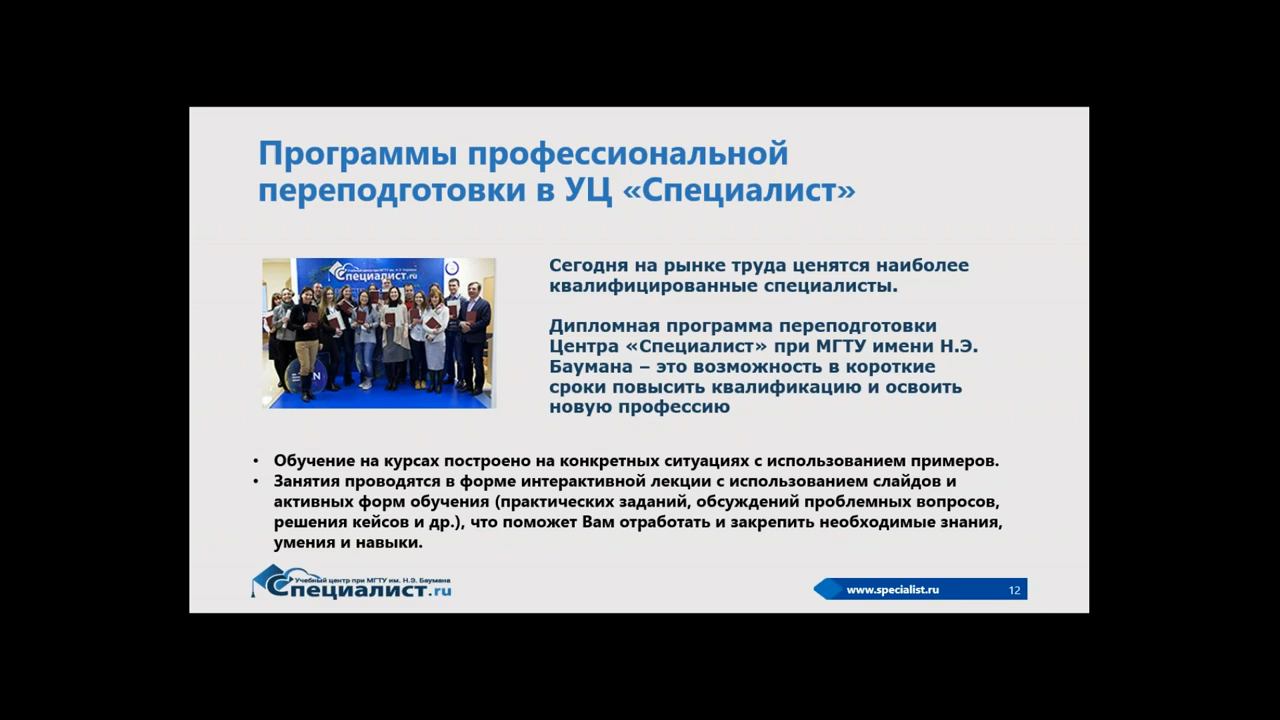 Программы профессиональной
переподготовки в УЦ «Специалист»
Специалист.ru
Сегодня на рынке труда ценятся наиболее
квалифицированные специалисты.
Дипломная программа переподготовки
Центра «Специалист» при МГТУ имени Н.Э.
Баумана – это возможность в короткие
сроки повысить квалификацию и освоить
новую профессию
• Обучение на курсах построено на конкретных ситуациях с использованием примеров.
• Занятия проводятся в форме интерактивной лекции с использованием слайдов и
активных форм обучения (практических заданий, обсуждений проблемных вопросов,
решения кейсов и др.), что поможет Вам отработать и закрепить необходимые знания,
умения и навыки.
Учебный центр при МГТУ им. Н.Э. Баумана
Специалист.ru
www.specialist.ru
12